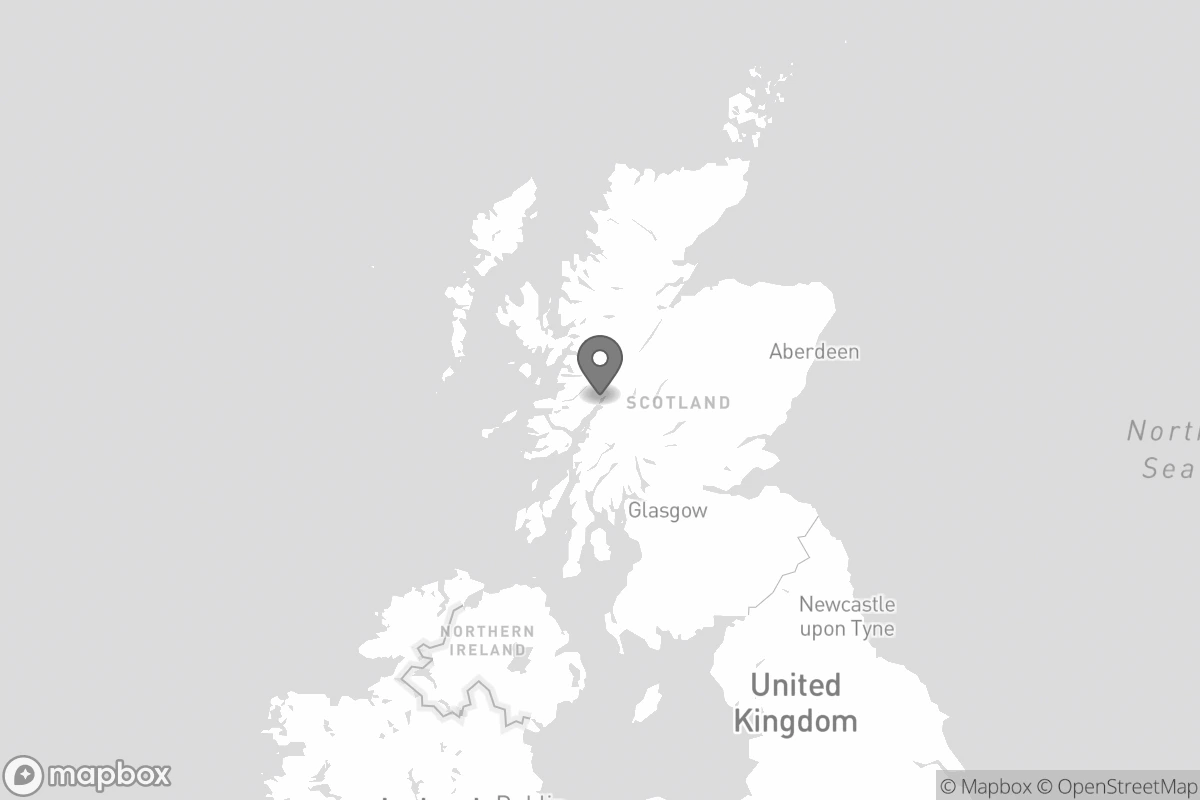 Aberdeen
SCOTLAND
North
Sea
Glasgow
Newcastle
upon Tyne
NORTHERN
IRELAND
United
Kingdom
mapbox
© Mapbox © OpenStreetMap